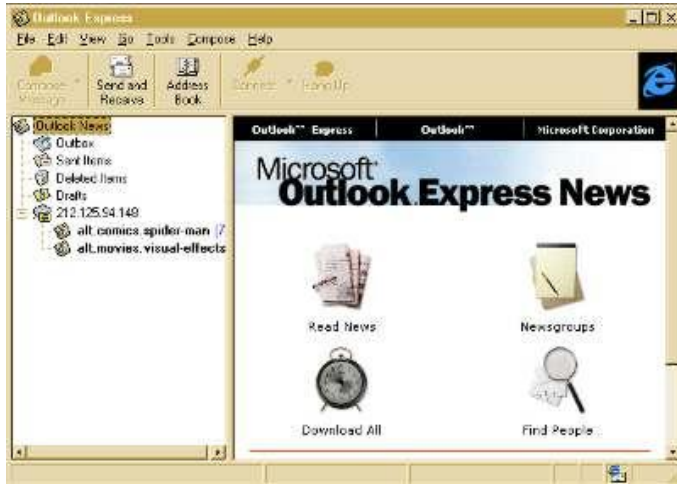 Outlook Express
File Edit View Go Tools Compose Help
Compose Message
Send and Receive
Address Book
Connect
Hang Up
Outlook News
Outbox
Sent Items
Deleted Items
Drafts
212.125.94.148
alt.comics.spider-man [7
alt.movies.visual-effects
Outlook™ Express
Outlook™
Microsoft Corporation
Microsoft
Outlook Express News
Read News
Newsgroups
Download All
Find People